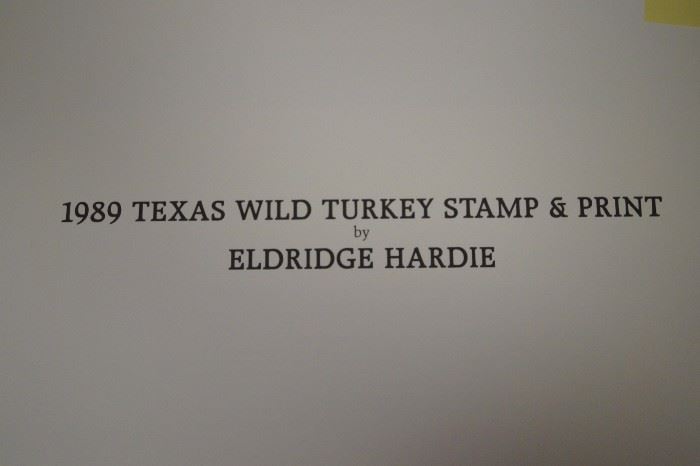 1989 TEXAS WILD TURKEY STAMP & PRINT
by
ELDRIDGE HARDIE